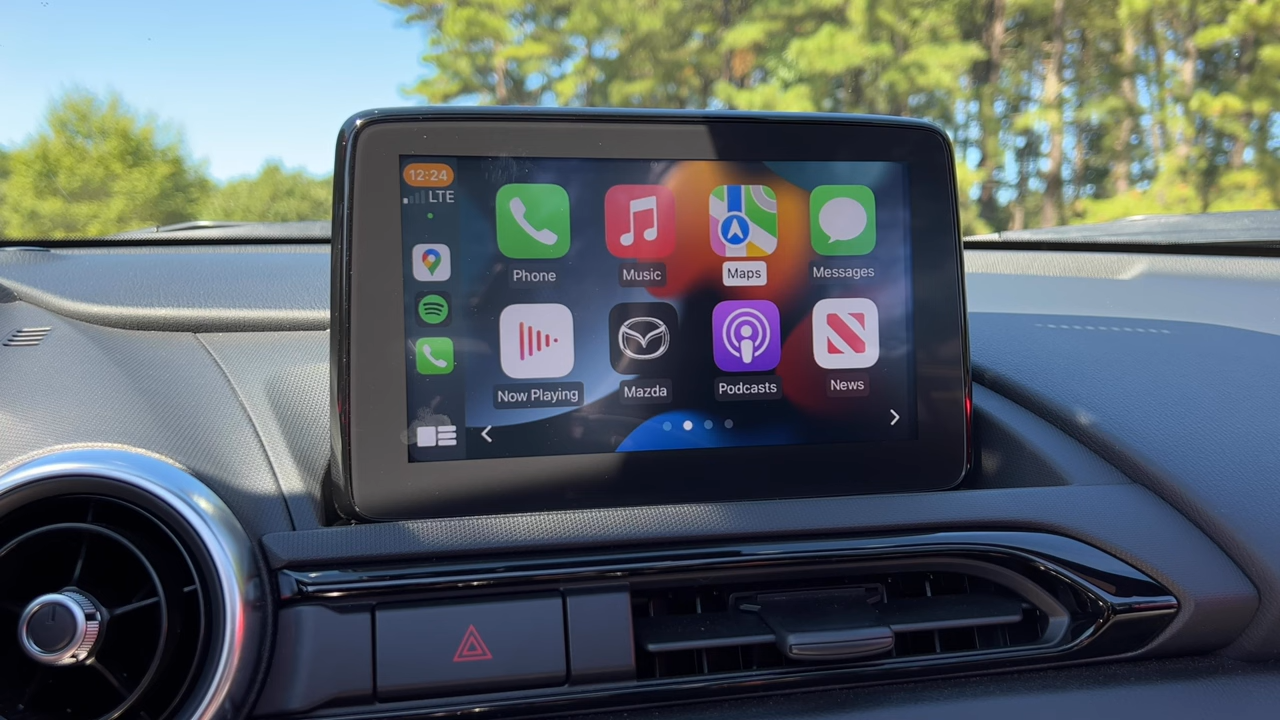 12:24
LTE
Phone
Music
Maps
Messages
Now Playing
Mazda
Podcasts
News